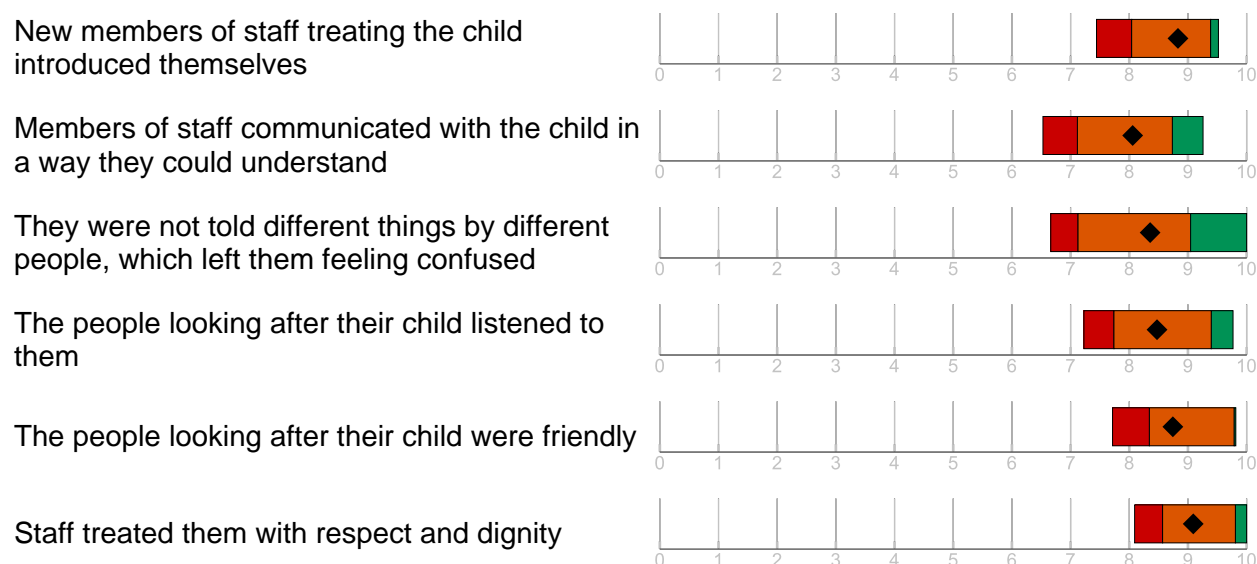 New members of staff treating the child
introduced themselves
0 1 2 3 4 5 6 7 8 9 10
Members of staff communicated with the child in
a way they could understand
0 1 2 3 4 5 6 7 8 9 10
They were not told different things by different
people, which left them feeling confused
0 1 2 3 4 5 6 7 8 9 10
The people looking after their child listened to
them
0 1 2 3 4 5 6 7 8 9 10
The people looking after their child were friendly
0 1 2 3 4 5 6 7 8 9 10
Staff treated them with respect and dignity
0 1 2 3 4 5 6 7 8 9 10